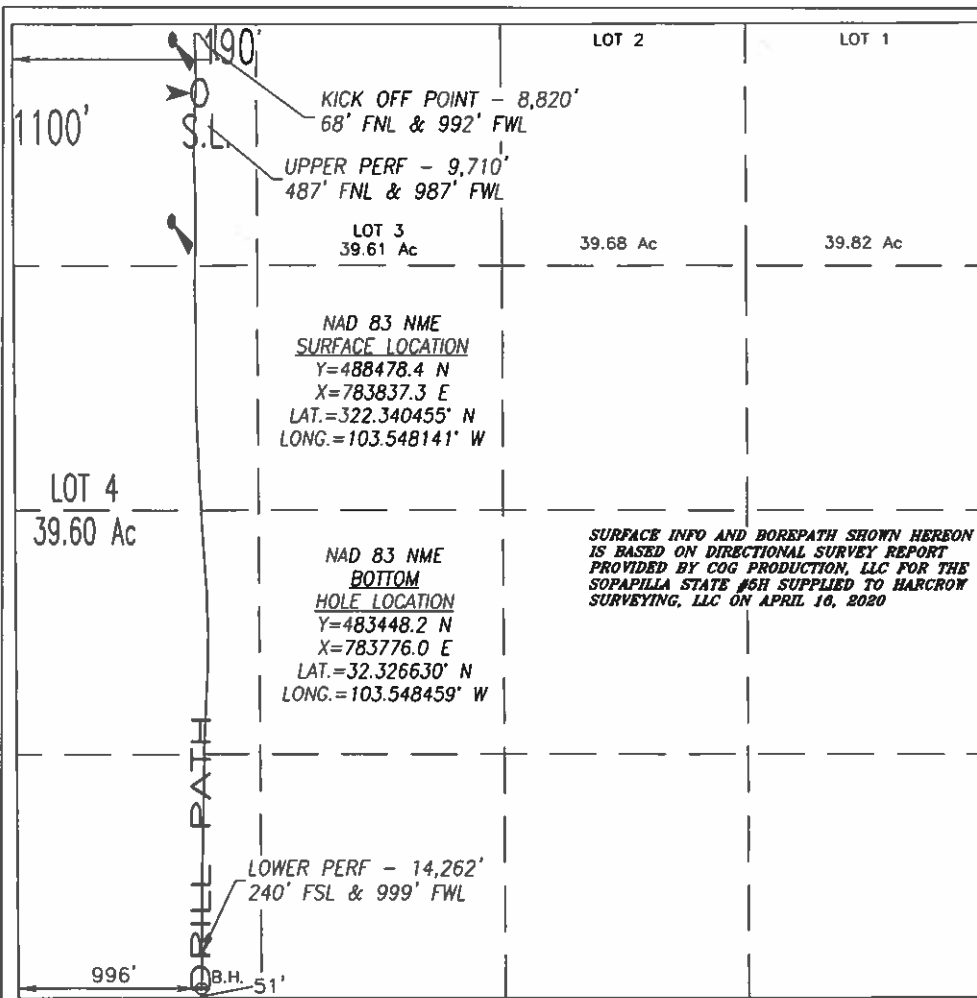 190'
LOT 2
LOT 1
KICK OFF POINT - 8,820'
68' FNL & 992' FWL
1100'
S.L.
UPPER PERF - 9,710'
487' FNL & 987' FWL
LOT 3
39.61 Ac
39.68 Ac
39.82 Ac
NAD 83 NME
SURFACE LOCATION
Y=488478.4 N
X=783837.3 E
LAT.=322.340455° N
LONG.=103.548141° W
LOT 4
39.60 Ac
SURFACE INFO AND BOREPATH SHOWN HEREON
IS BASED ON DIRECTIONAL SURVEY REPORT
PROVIDED BY COG PRODUCTION, LLC FOR THE
SOPAPILLA STATE #6H SUPPLIED TO HARCROW
SURVEYING, LLC ON APRIL 16, 2020
NAD 83 NME
BOTTOM
HOLE LOCATION
Y=483448.2 N
X=783776.0 E
LAT.=32.326630° N
LONG.=103.548459° W
DRILL PATH
LOWER PERF - 14,262'
240' FSL & 999' FWL
996'
B.H.
51'